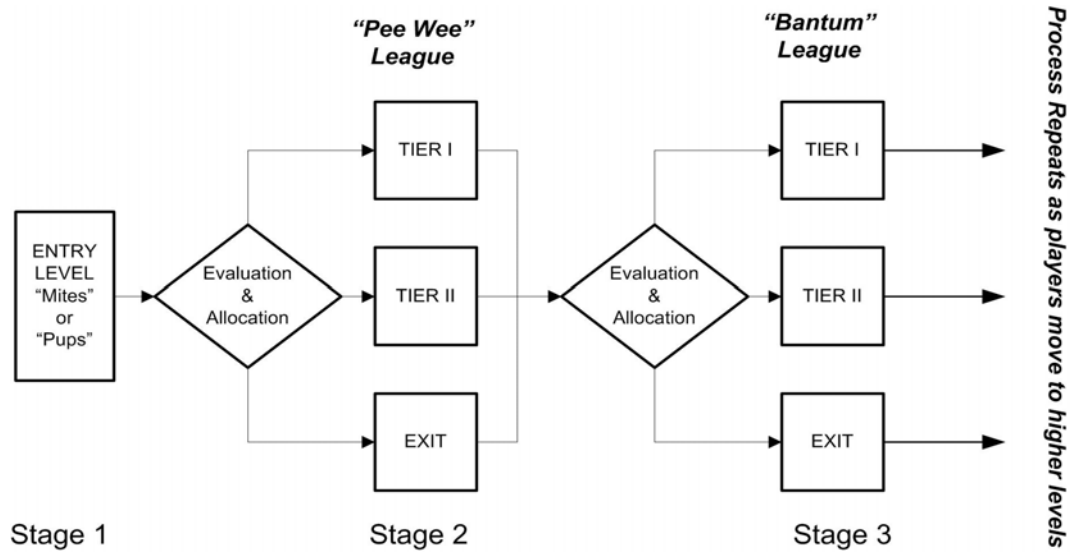 “Pee Wee”
League
“Bantum”
League
ENTRY
LEVEL
“Mites”
or
“Pups”
Evaluation
&
Allocation
TIER I
TIER II
EXIT
Evaluation
&
Allocation
TIER I
TIER II
EXIT
Process Repeats as players move to higher levels
Stage 1
Stage 2
Stage 3